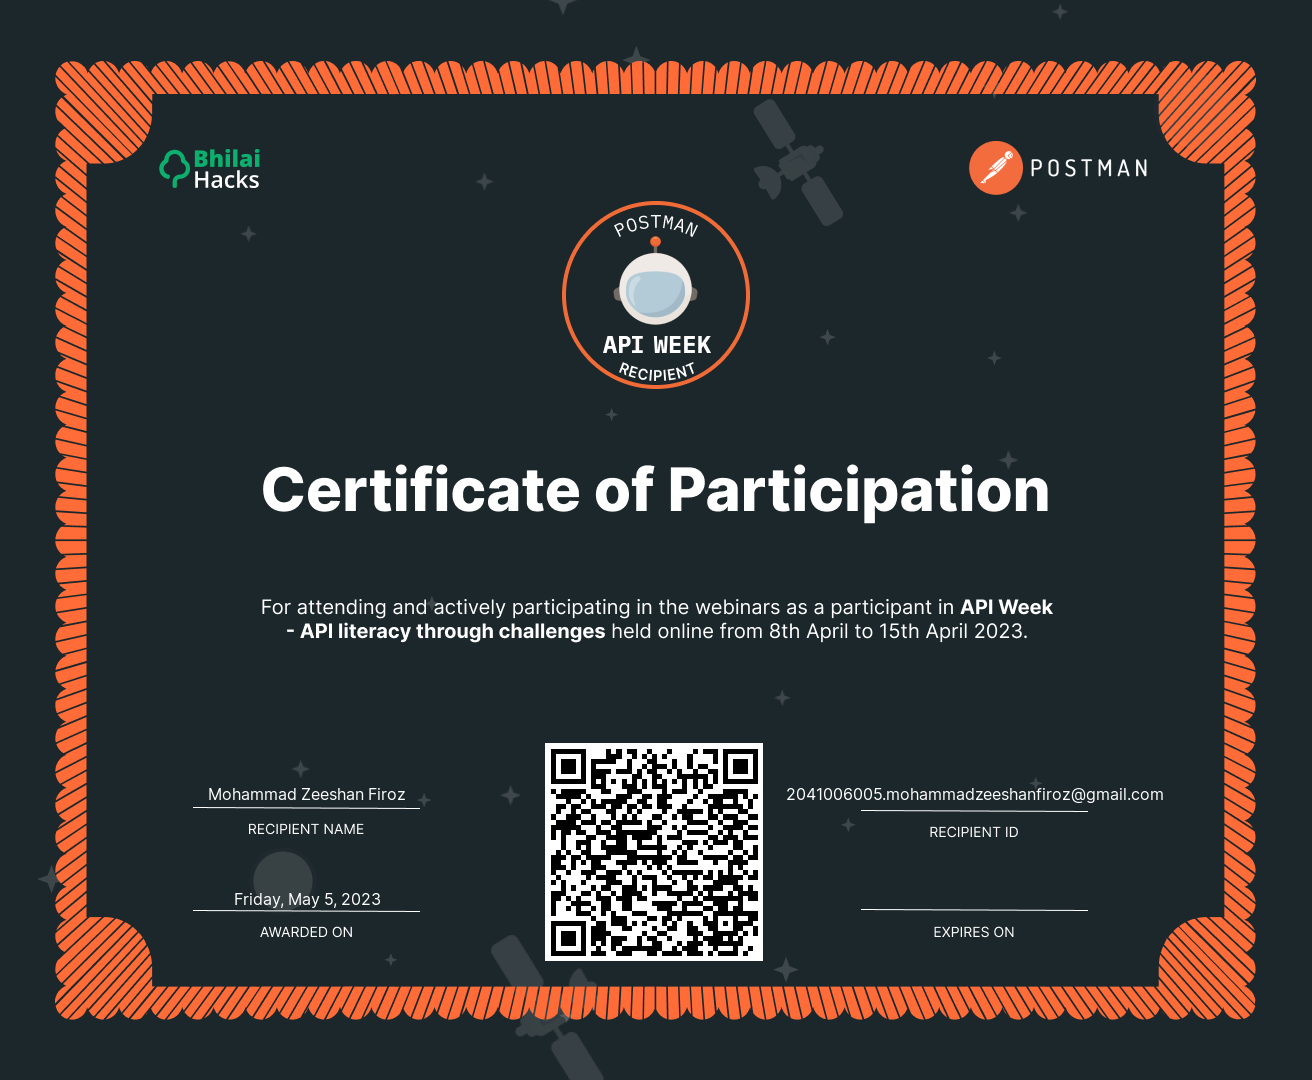 Bhilai
Hacks
POSTMAN
POSTMAN
API WEEK
RECIPIENT
Certificate of Participation
For attending and actively participating in the webinars as a participant in API Week
- API literacy through challenges held online from 8th April to 15th April 2023.
Mohammad Zeeshan Firoz
RECIPIENT NAME
2041006005.mohammadzeeshanfiroz@gmail.com
RECIPIENT ID
Friday, May 5, 2023
AWARDED ON
EXPIRES ON